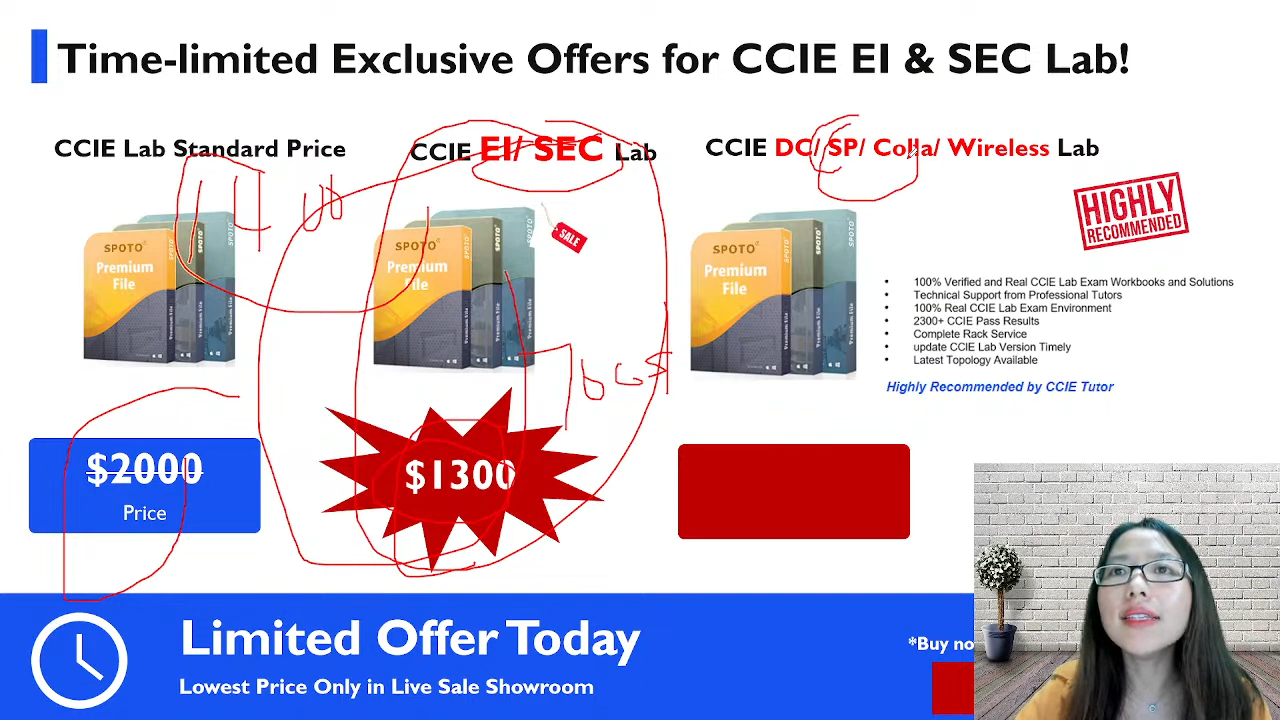 Time-limited Exclusive Offers for CCIE EI & SEC Lab!
CCIE Lab Standard Price
CCIE EI/ SEC Lab
CCIE DC/ SP/ Colla/ Wireless Lab
14
SPOTO
Premium
File
SPOTO
Premium
File
SALE
SPOTO
Premium
File
HIGHLY
RECOMMENDED
• 100% Verified and Real CCIE Lab Exam Workbooks and Solutions
• Technical Support from Professional Tutors
• 100% Real CCIE Lab Exam Environment
• 2300+ CCIE Pass Results
• Complete Rack Service
• update CCIE Lab Version Timely
• Latest Topology Available
Highly Recommended by CCIE Tutor
$2000
Price
$1300
Limited Offer Today
Lowest Price Only in Live Sale Showroom
*Buy no